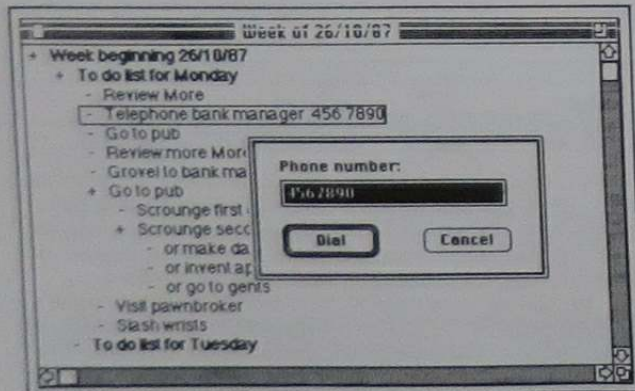 Week of 26/10/87
+ Week beginning 26/10/87
+ To do list for Monday
- Review More
- Telephone bank manager 456 7890
- Go to pub
- Review more More
- Grovel to bank ma
+ Go to pub
- Scrounge first
+ Scrounge seco
- or make da
- or invent ap
- or go to gents
- Visit pawnbroker
- Slash wrists
- To do list for Tuesday
Phone number:
4567890
Dial
Cancel